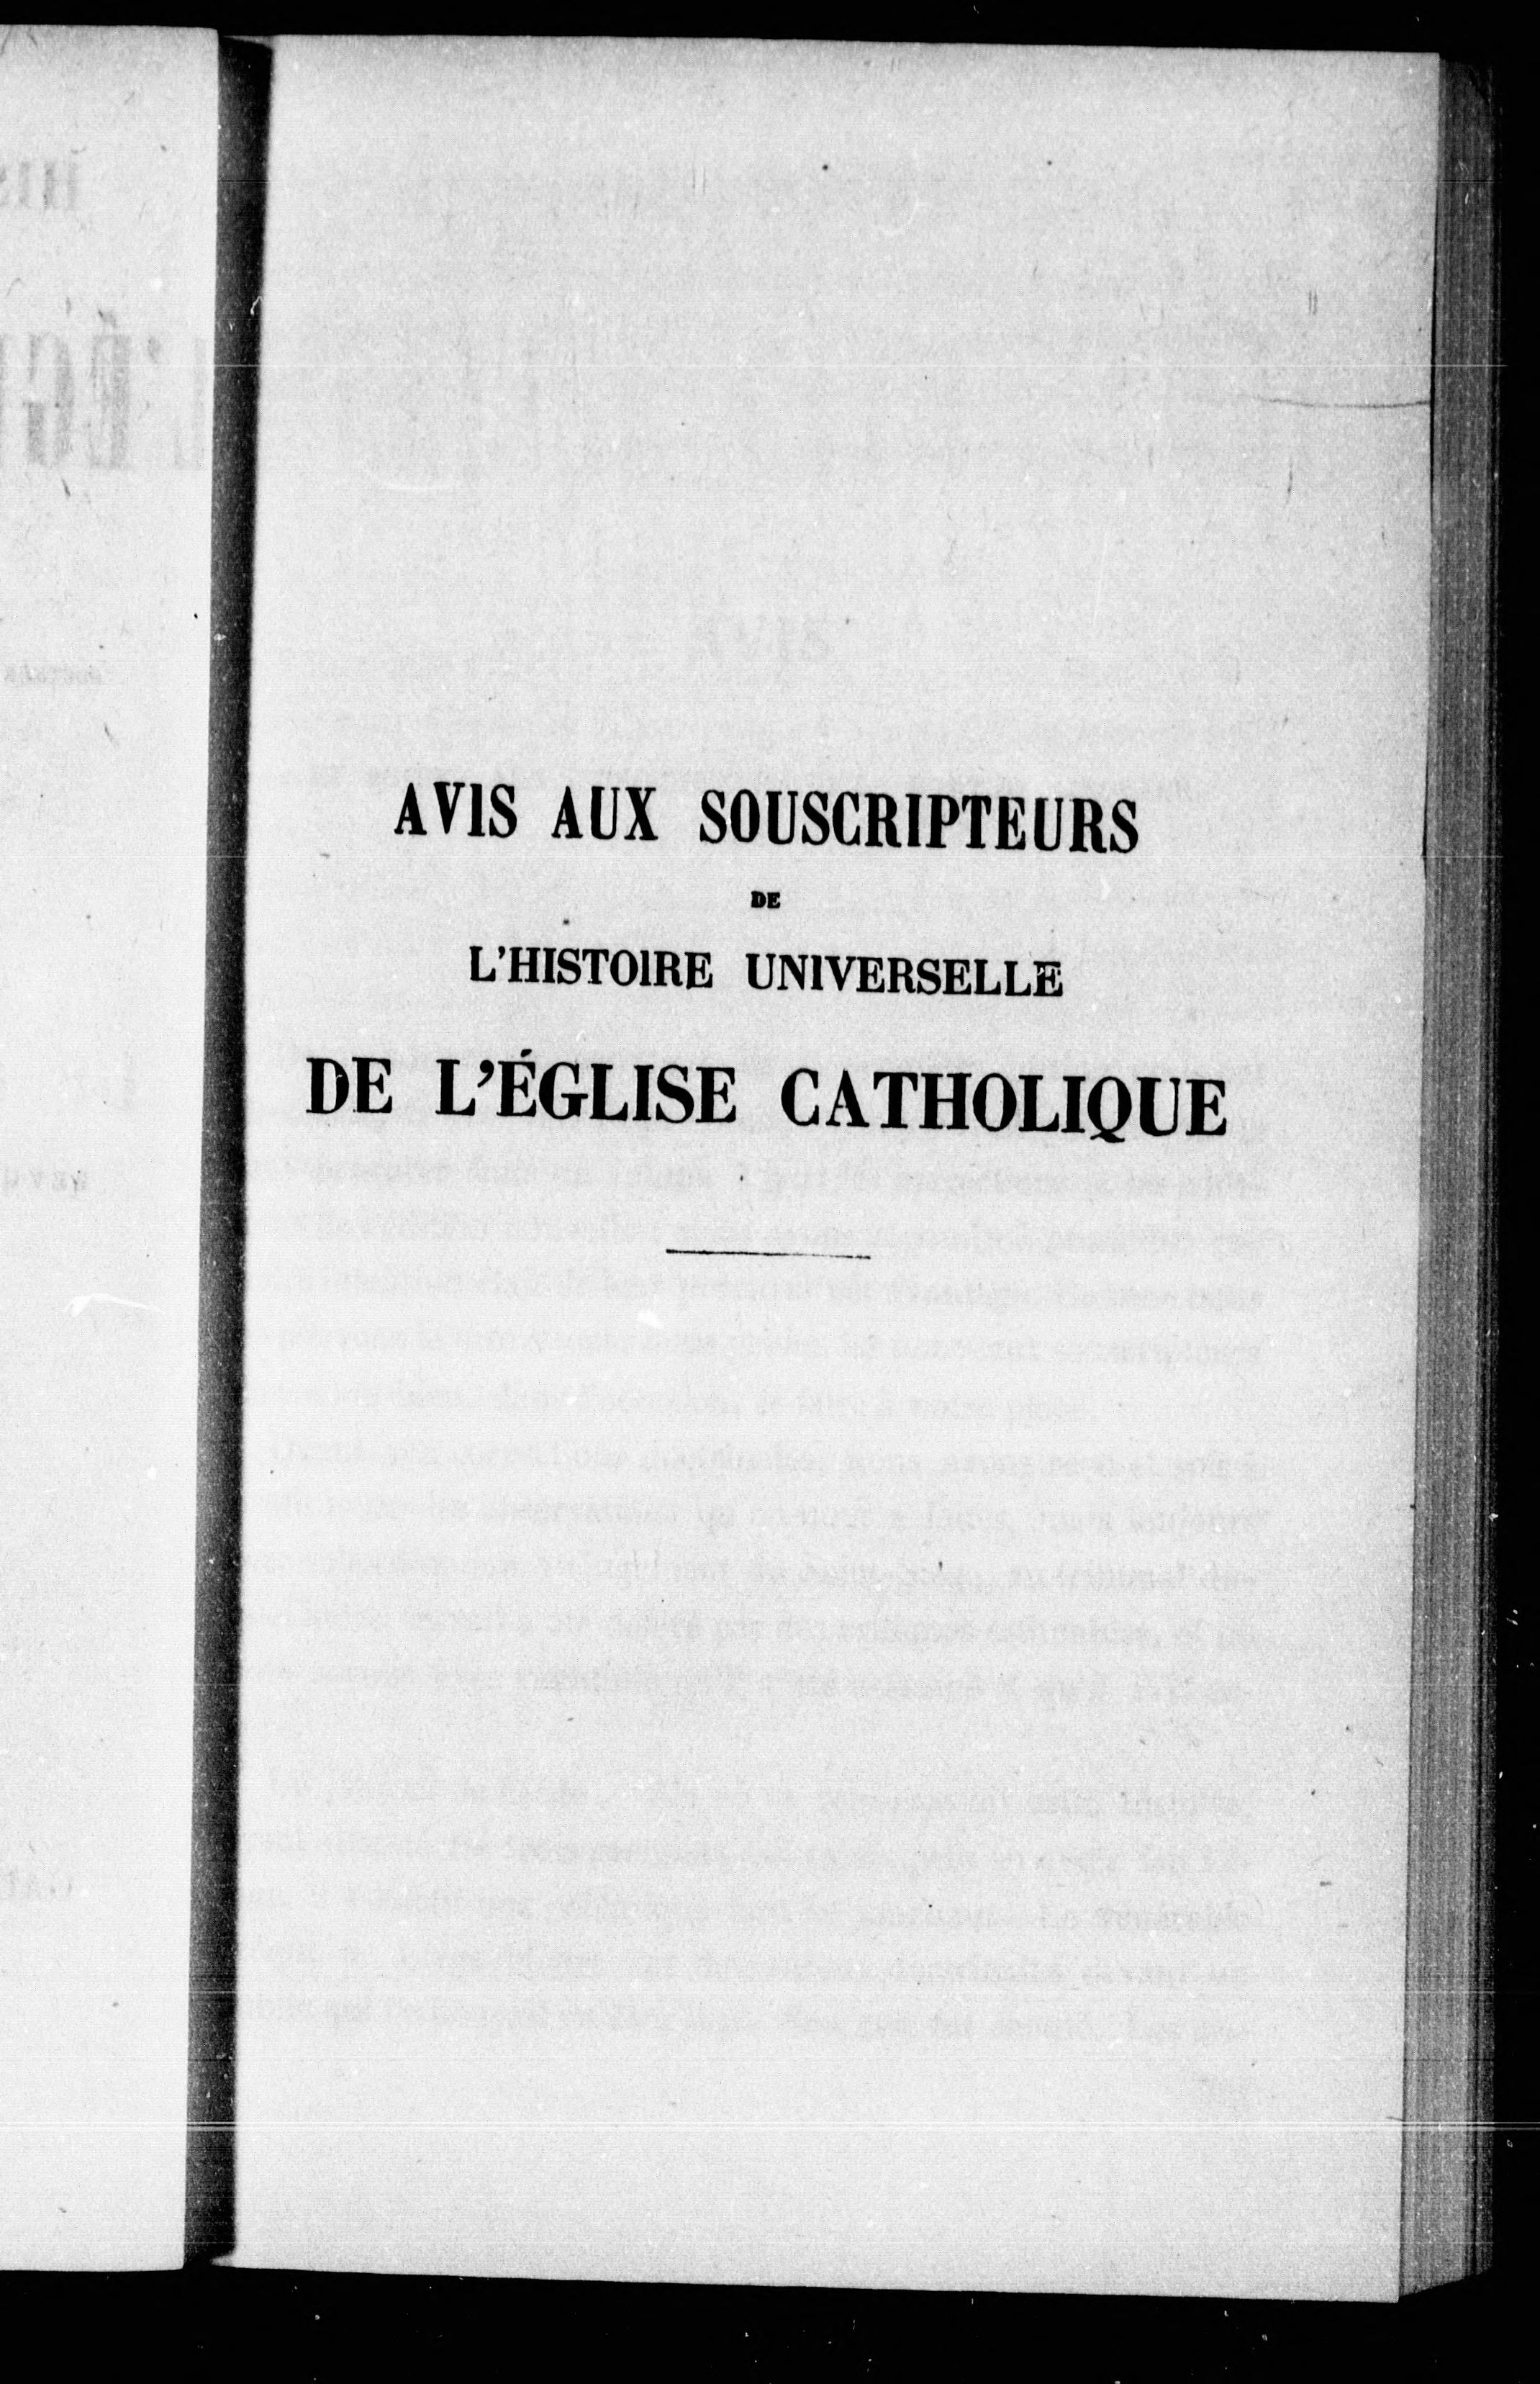 AVIS AUX SOUSCRIPTEURS
DE
L'HISTOIRE UNIVERSELLE
DE L'ÉGLISE CATHOLIQUE